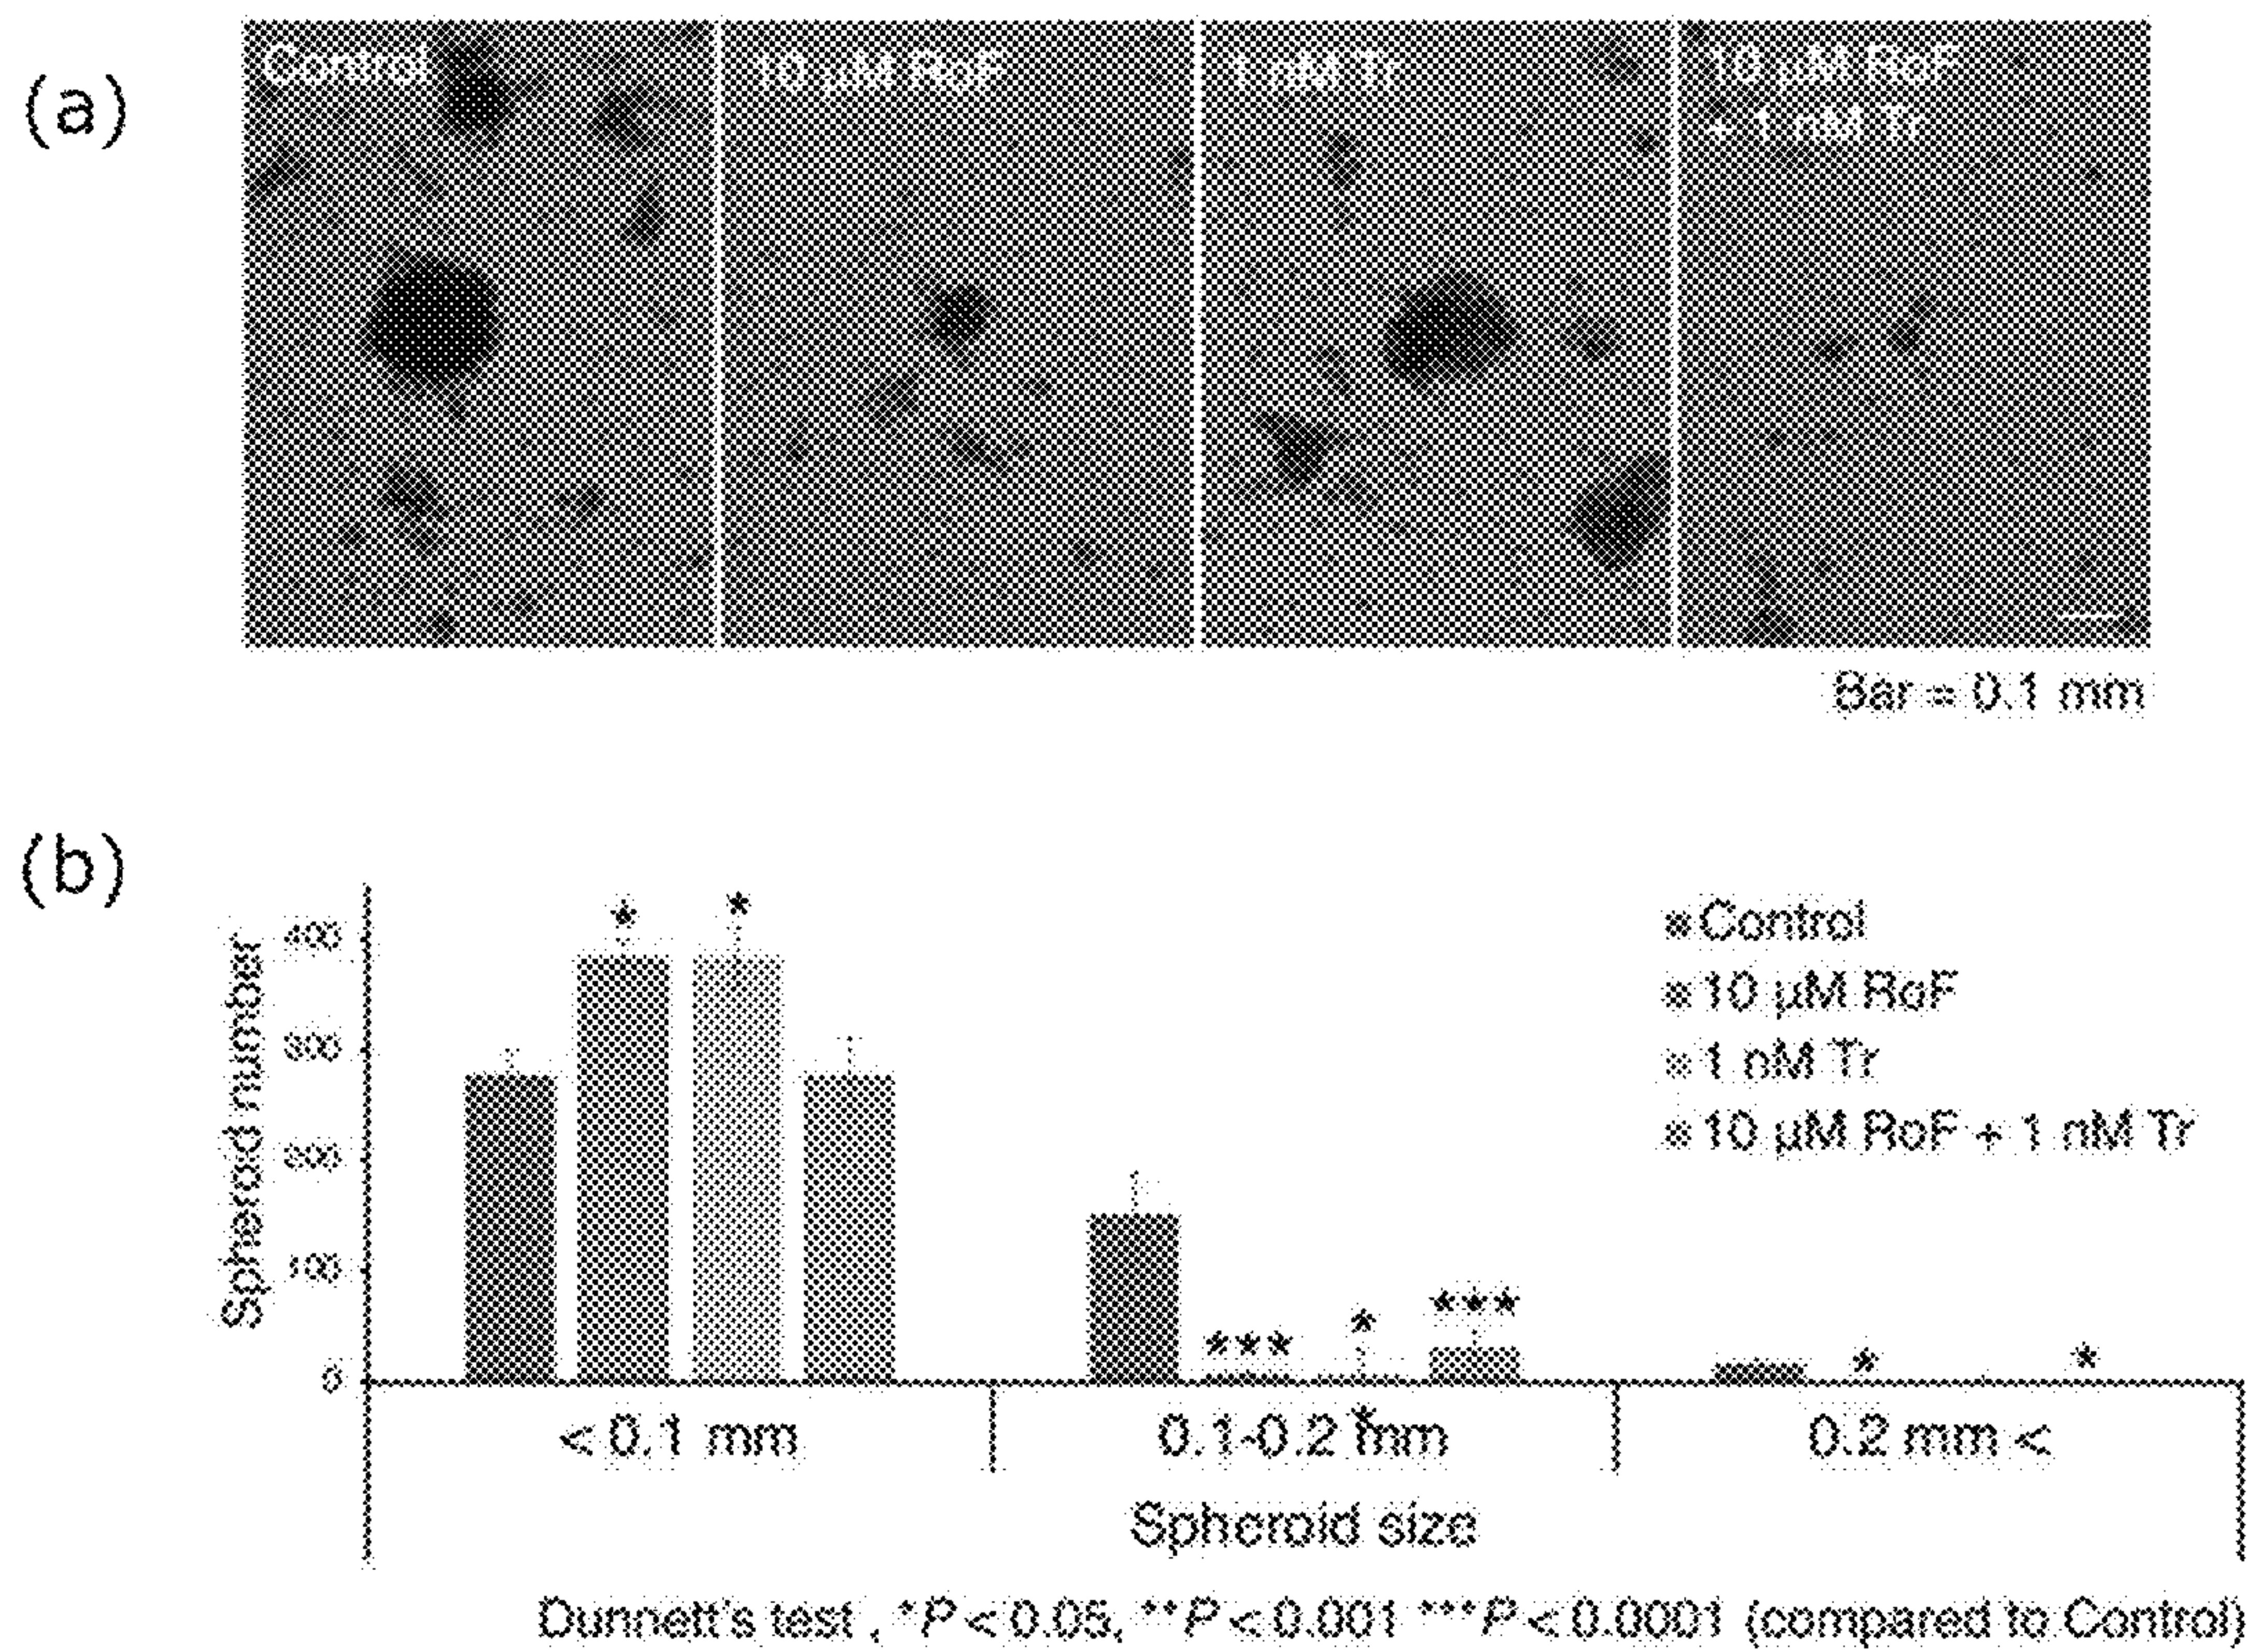 (a)
Control
10 µM RoF
1 nM Tr
10 µM RoF
+ 1 nM Tr
Bar = 0.1 mm
(b)
Spheroid number
400
300
200
100
0
*
*
***
*
*
***
*
*
Control
10 µM RoF
1 nM Tr
10 µM RoF + 1 nM Tr
< 0.1 mm
0.1-0.2 mm
0.2 mm <
Spheroid size
Dunnett's test , *P < 0.05, **P < 0.001 ***P < 0.0001 (compared to Control)